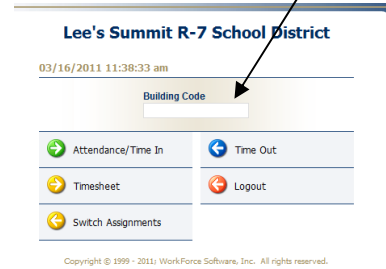 Lee's Summit R-7 School District
03/16/2011 11:38:33 am
Building Code
Attendance/Time In
Time Out
Timesheet
Logout
Switch Assignments
Copyright © 1999 - 2011; WorkForce Software, Inc. All rights reserved.